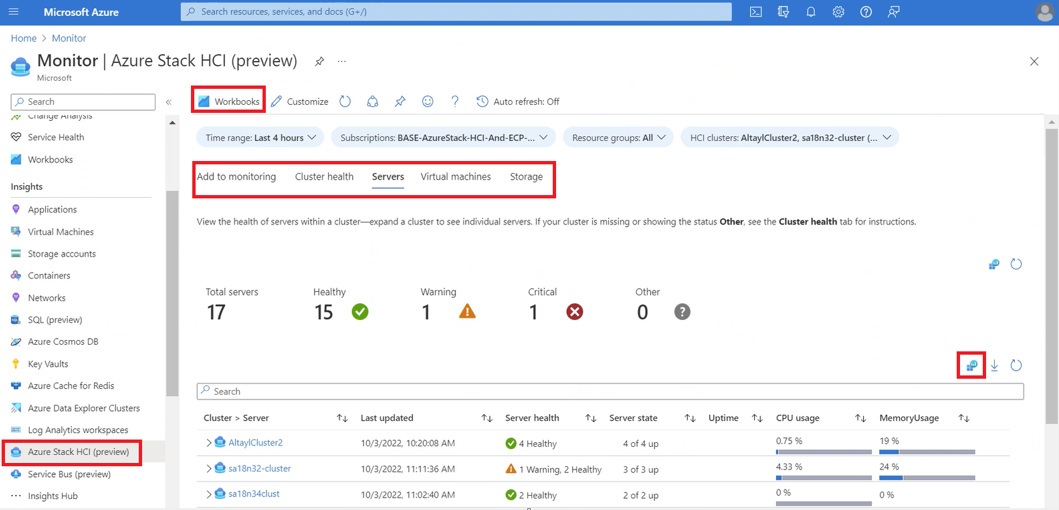 Microsoft Azure
Search resources, services, and docs (G+/)
Home > Monitor
Monitor | Azure Stack HCI (preview)
Microsoft
Search
Change Analysis
Service Health
Workbooks
Insights
Applications
Virtual Machines
Storage accounts
Containers
Networks
SQL (preview)
Azure Cosmos DB
Key Vaults
Azure Cache for Redis
Azure Data Explorer Clusters
Log Analytics workspaces
Azure Stack HCI (preview)
Service Bus (preview)
Insights Hub
Workbooks Customize Auto refresh: Off
Time range: Last 4 hours Subscriptions: BASE-AzureStack-HCI-And-ECP-... Resource groups: All HCI clusters: AltaylCluster2, sa18n32-cluster (...
Add to monitoring Cluster health Servers Virtual machines Storage
View the health of servers within a cluster—expand a cluster to see individual servers. If your cluster is missing or showing the status Other, see the Cluster health tab for instructions.
Total servers Healthy Warning Critical Other
17 15 1 1 0
Search
Cluster > Server Last updated Server health Server state Uptime CPU usage MemoryUsage
AltaylCluster2 10/3/2022, 10:20:08 AM 4 Healthy 4 of 4 up 0.75 % 19 %
sa18n32-cluster 10/3/2022, 11:11:36 AM 1 Warning, 2 Healthy 3 of 3 up 4.33 % 24 %
sa18n34clust 10/3/2022, 11:02:40 AM 2 Healthy 2 of 2 up 0 % 0 %